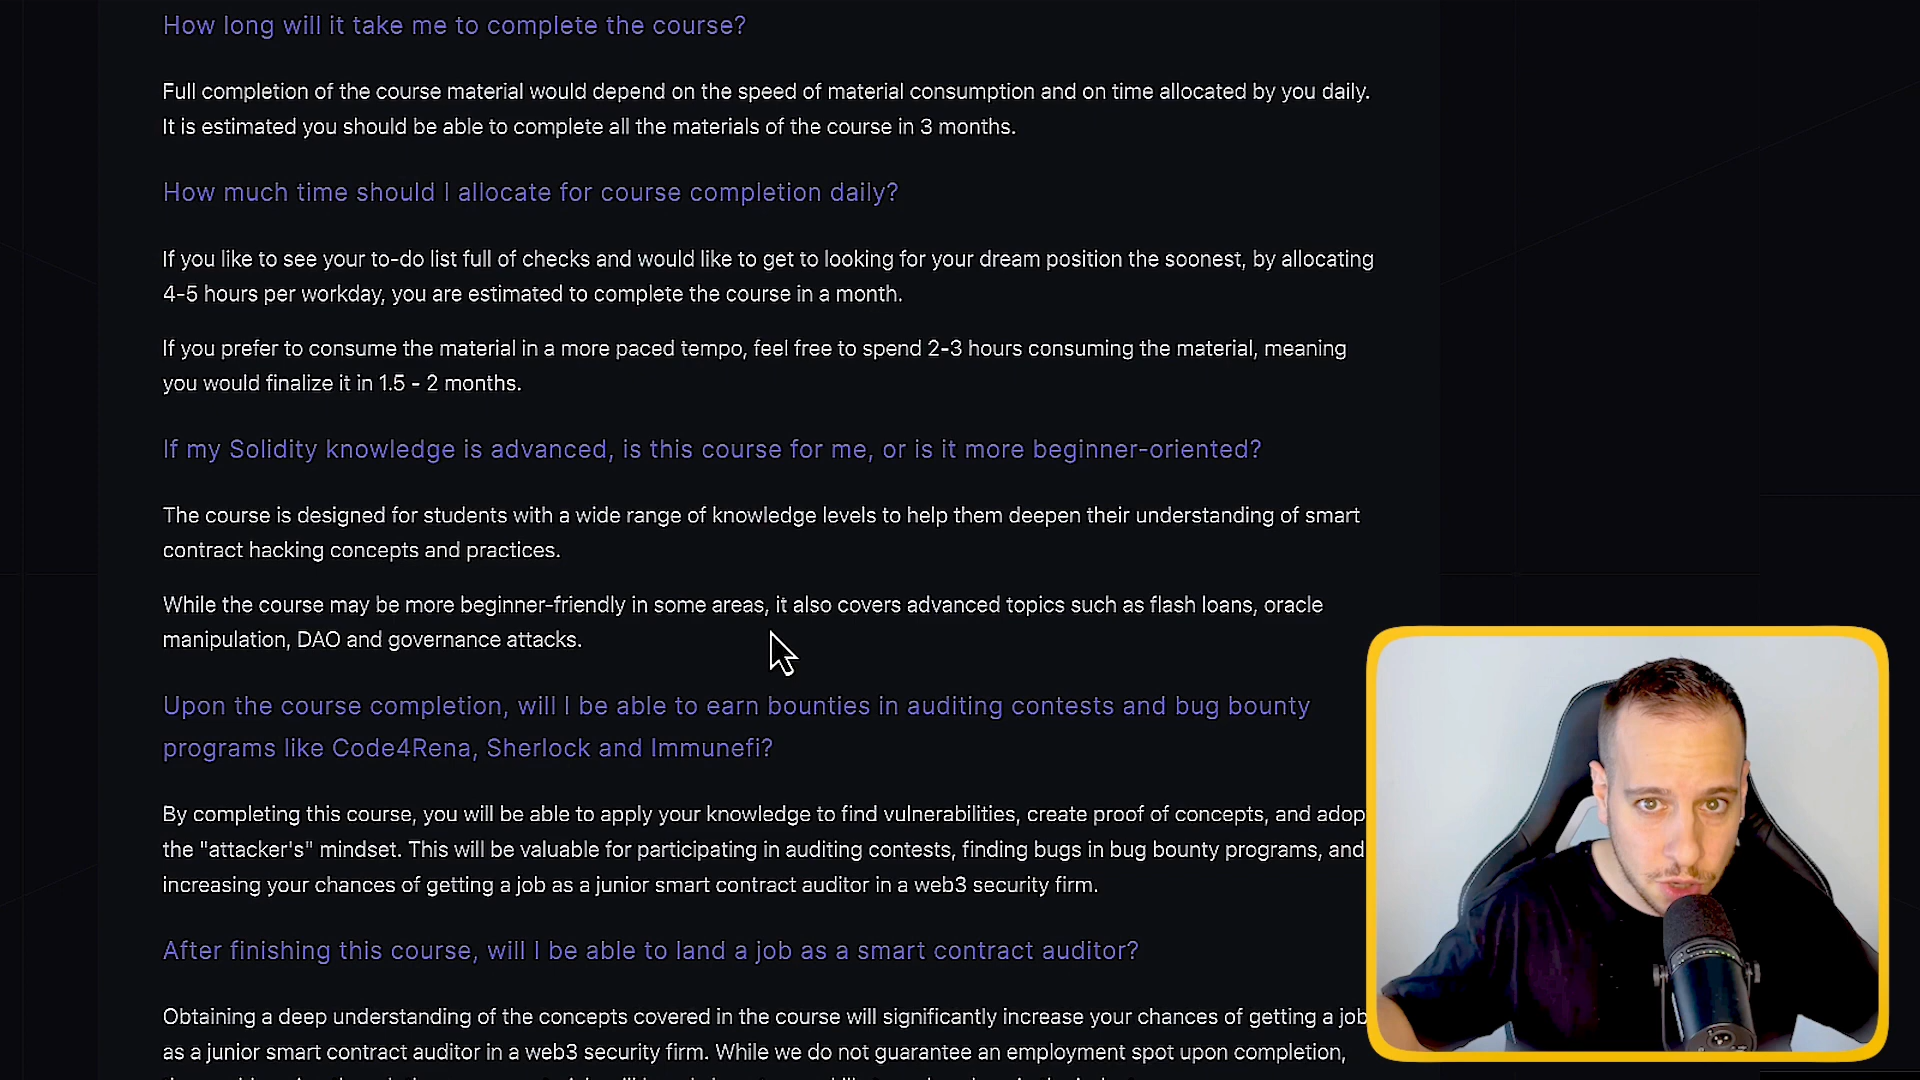 How long will it take me to complete the course?
Full completion of the course material would depend on the speed of material consumption and on time allocated by you daily.
It is estimated you should be able to complete all the materials of the course in 3 months.
How much time should I allocate for course completion daily?
If you like to see your to-do list full of checks and would like to get to looking for your dream position the soonest, by allocating
4-5 hours per workday, you are estimated to complete the course in a month.
If you prefer to consume the material in a more paced tempo, feel free to spend 2-3 hours consuming the material, meaning
you would finalize it in 1.5 - 2 months.
If my Solidity knowledge is advanced, is this course for me, or is it more beginner-oriented?
The course is designed for students with a wide range of knowledge levels to help them deepen their understanding of smart
contract hacking concepts and practices.
While the course may be more beginner-friendly in some areas, it also covers advanced topics such as flash loans, oracle
manipulation, DAO and governance attacks.
Upon the course completion, will I be able to earn bounties in auditing contests and bug bounty
programs like Code4Rena, Sherlock and Immunefi?
By completing this course, you will be able to apply your knowledge to find vulnerabilities, create proof of concepts, and adop
the "attacker's" mindset. This will be valuable for participating in auditing contests, finding bugs in bug bounty programs, and
increasing your chances of getting a job as a junior smart contract auditor in a web3 security firm.
After finishing this course, will I be able to land a job as a smart contract auditor?
Obtaining a deep understanding of the concepts covered in the course will significantly increase your chances of getting a job
as a junior smart contract auditor in a web3 security firm. While we do not guarantee an employment spot upon completion,